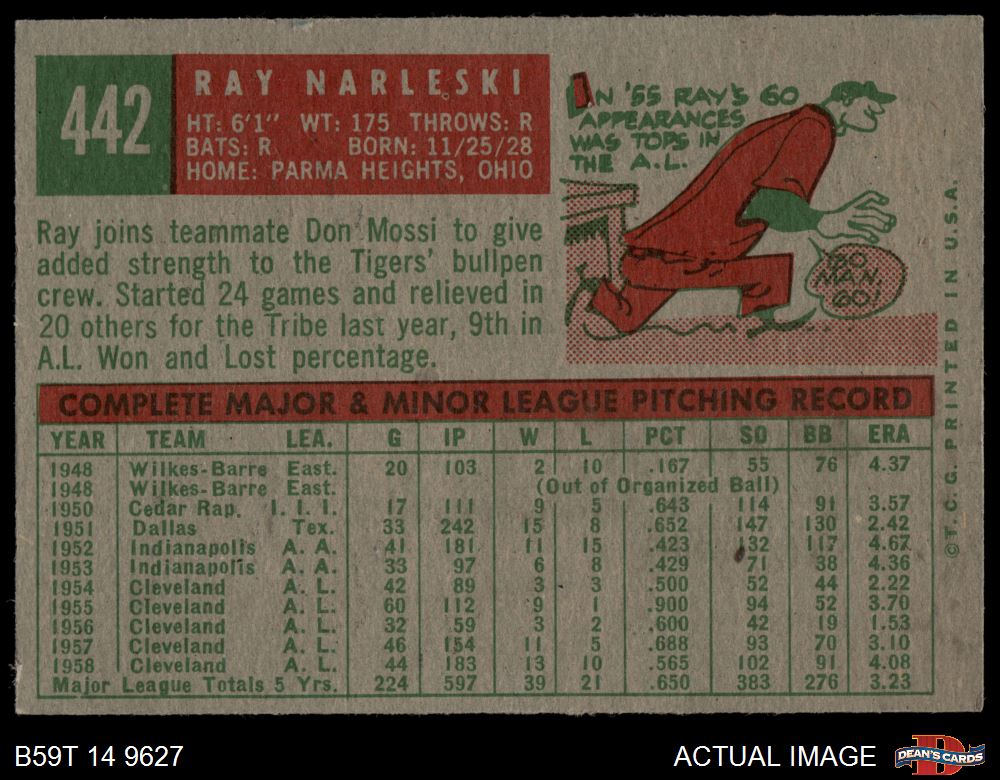 442
RAY NARLESKI
HT: 6'1" WT: 175 THROWS: R
BATS: R BORN: 11/25/28
HOME: PARMA HEIGHTS, OHIO
IN '55 RAY'S 60
APPEARANCES
WAS TOPS IN
THE A.L.
GO
MAN,
GO!
Ray joins teammate Don Mossi to give
added strength to the Tigers' bullpen
crew. Started 24 games and relieved in
20 others for the Tribe last year, 9th in
A.L. Won and Lost percentage.
COMPLETE MAJOR & MINOR LEAGUE PITCHING RECORD
YEAR TEAM LEA. G IP W L PCT SO BB ERA
1948 Wilkes-Barre East. 20 103 2 10 .167 55 76 4.37
1948 Wilkes-Barre East. (Out of Organized Ball)
1950 Cedar Rap. I. I. I. 17 111 9 5 .643 114 91 3.57
1951 Dallas Tex. 33 242 15 8 .652 147 130 2.42
1952 Indianapolis A. A. 41 181 11 15 .423 132 117 4.67
1953 Indianapolis A. A. 33 97 6 8 .429 71 38 4.36
1954 Cleveland A. L. 42 89 3 3 .500 52 44 2.22
1955 Cleveland A. L. 60 112 9 1 .900 94 52 3.70
1956 Cleveland A. L. 32 59 3 2 .600 42 19 1.53
1957 Cleveland A. L. 46 154 11 5 .688 93 70 3.10
1958 Cleveland A. L. 44 183 13 10 .565 102 91 4.08
Major League Totals 5 Yrs. 224 597 39 21 .650 383 276 3.23
©T. C. G. PRINTED IN U.S.A.
B59T 14 9627
ACTUAL IMAGE
D
DEAN'S CARDS